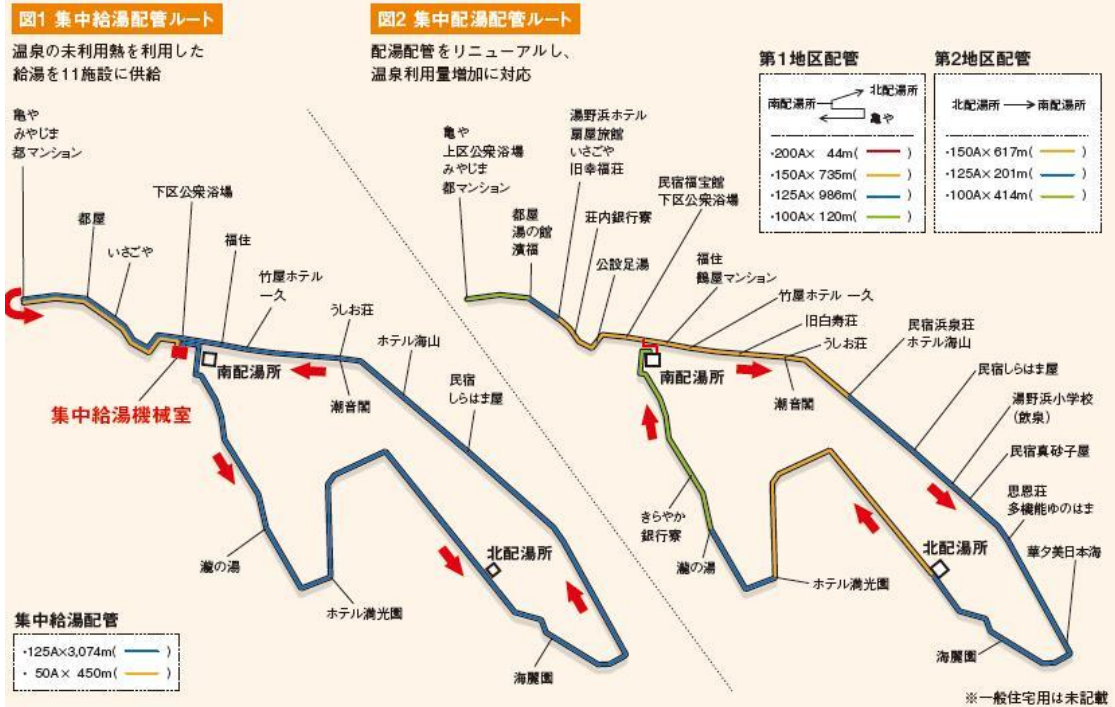 図1 集中給湯配管ルート
温泉の未利用熱を利用した
給湯を11施設に供給
亀や
みやじま
都マンション
都屋
いさごや
下区公衆浴場
福住
竹屋ホテル
一久
うしお荘
ホテル海山
民宿
しらはま屋
南配湯所
潮音閣
集中給湯機械室
瀧の湯
ホテル満光園
北配湯所
海麗園
集中給湯配管
・125A×3,074m( )
・ 50A× 450m( )
図2 集中配湯配管ルート
配湯配管をリニューアルし、
温泉利用量増加に対応
亀や
上区公衆浴場
みやじま
都マンション
都屋
湯の館
濱福
湯野浜ホテル
扇屋旅館
いさごや
旧幸福荘
荘内銀行寮
公設足湯
民宿福宝館
下区公衆浴場
福住
鶴屋マンション
竹屋ホテル 一久
旧白寿荘
うしお荘
民宿浜泉荘
ホテル海山
民宿しらはま屋
湯野浜小学校
(飲泉)
民宿真砂子屋
思恩荘
多機能ゆのはま
華夕美日本海
南配湯所
潮音閣
きらやか
銀行寮
瀧の湯
ホテル満光園
北配湯所
海麗園
第1地区配管
北配湯所
南配湯所
亀や
・200A× 44m( )
・150A× 735m( )
・125A× 986m( )
・100A× 120m( )
第2地区配管
北配湯所 → 南配湯所
・150A× 617m( )
・125A× 201m( )
・100A× 414m( )
※一般住宅用は未記載